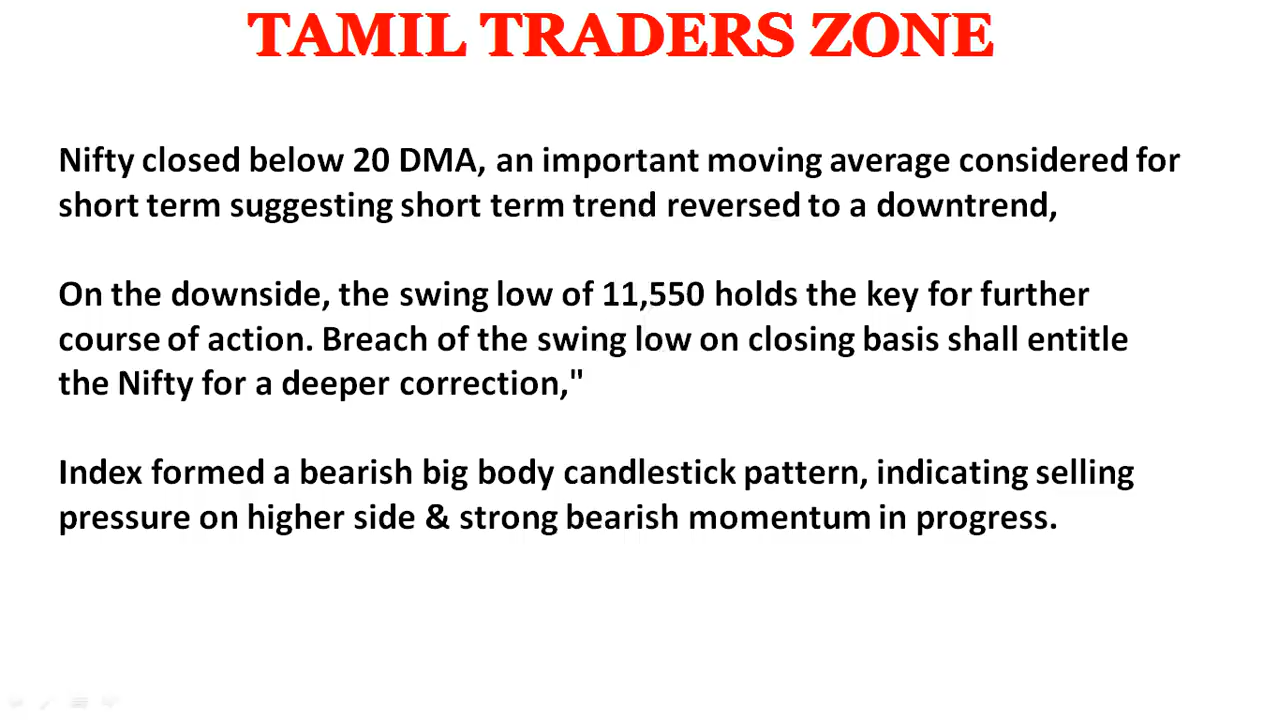 TAMIL TRADERS ZONE
Nifty closed below 20 DMA, an important moving average considered for
short term suggesting short term trend reversed to a downtrend,
On the downside, the swing low of 11,550 holds the key for further
course of action. Breach of the swing low on closing basis shall entitle
the Nifty for a deeper correction,"
Index formed a bearish big body candlestick pattern, indicating selling
pressure on higher side & strong bearish momentum in progress.